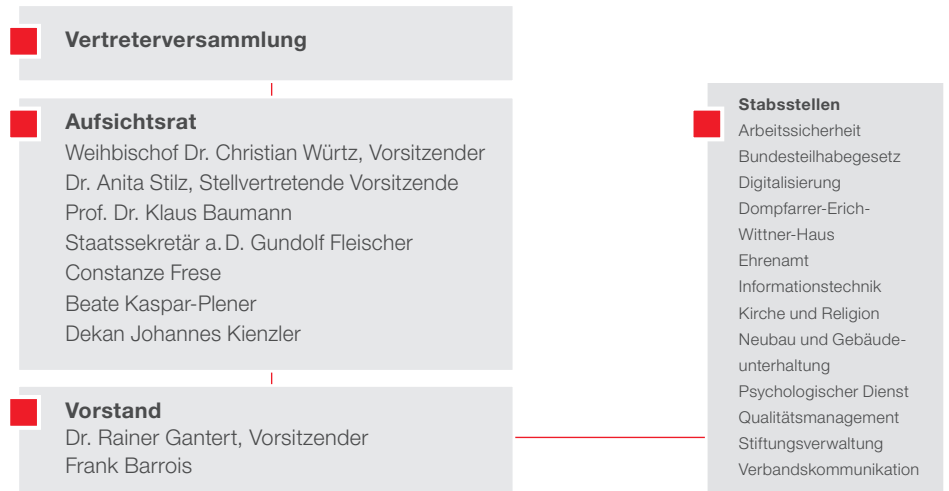 Vertreterversammlung
Aufsichtsrat
Weihbischof Dr. Christian Würtz, Vorsitzender
Dr. Anita Stilz, Stellvertretende Vorsitzende
Prof. Dr. Klaus Baumann
Staatssekretär a. D. Gundolf Fleischer
Constanze Frese
Beate Kaspar-Plener
Dekan Johannes Kienzler
Vorstand
Dr. Rainer Gantert, Vorsitzender
Frank Barrois
Stabsstellen
Arbeitssicherheit
Bundesteilhabegesetz
Digitalisierung
Dompfarrer-Erich-
Wittner-Haus
Ehrenamt
Informationstechnik
Kirche und Religion
Neubau und Gebäude-
unterhaltung
Psychologischer Dienst
Qualitätsmanagement
Stiftungsverwaltung
Verbandskommunikation